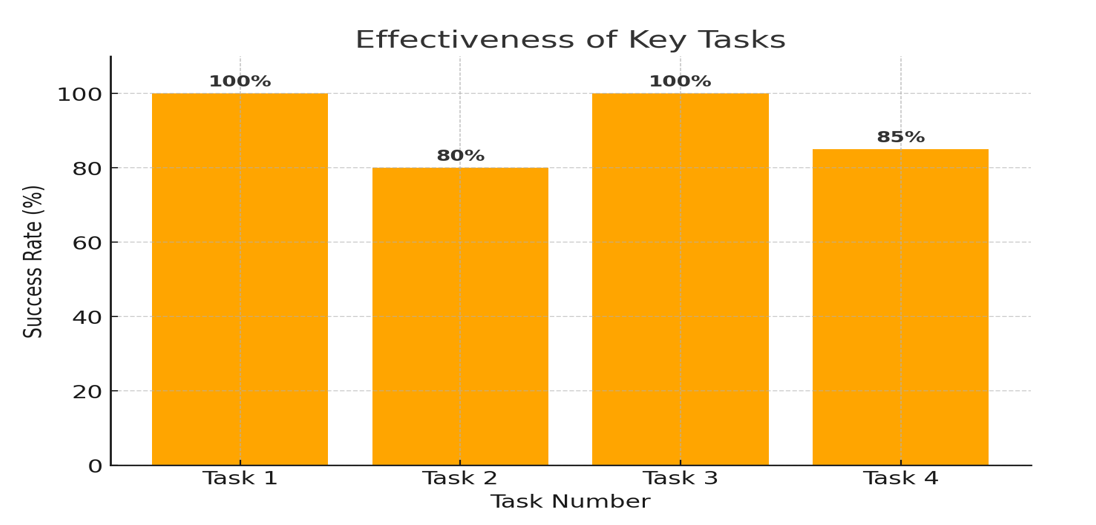 Effectiveness of Key Tasks
100%
80%
100%
85%
100
80
60
40
20
0
Success Rate (%)
Task 1
Task 2
Task 3
Task 4
Task Number